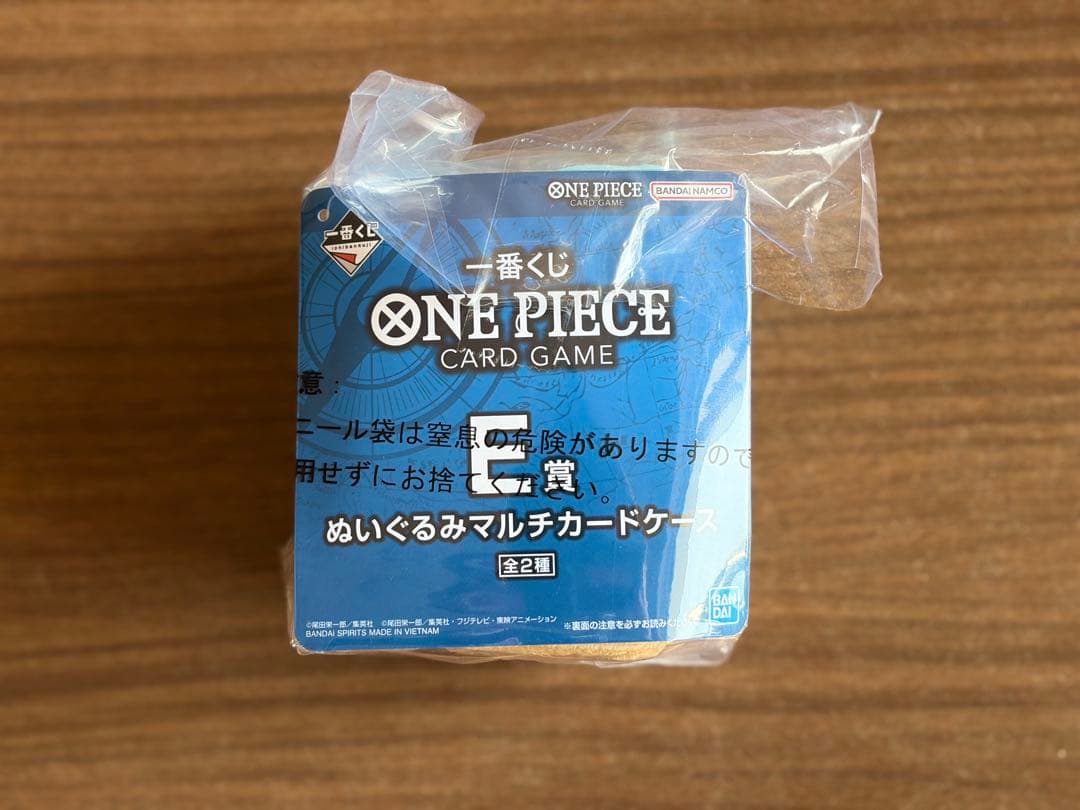 ONE PIECE
CARD GAME
BANDAI NAMCO
一番くじ
一番くじ
ONE PIECE
CARD GAME
意：
ニール袋は窒息の危険がありますので
用せずにお捨てください。
E賞
ぬいぐるみマルチカードケース
全2種
©尾田栄一郎／集英社 ©尾田栄一郎／集英社・フジテレビ・東映アニメーション
BANDAI SPIRITS MADE IN VIETNAM
※裏面の注意を必ずお読みくだ
BAN
DAI